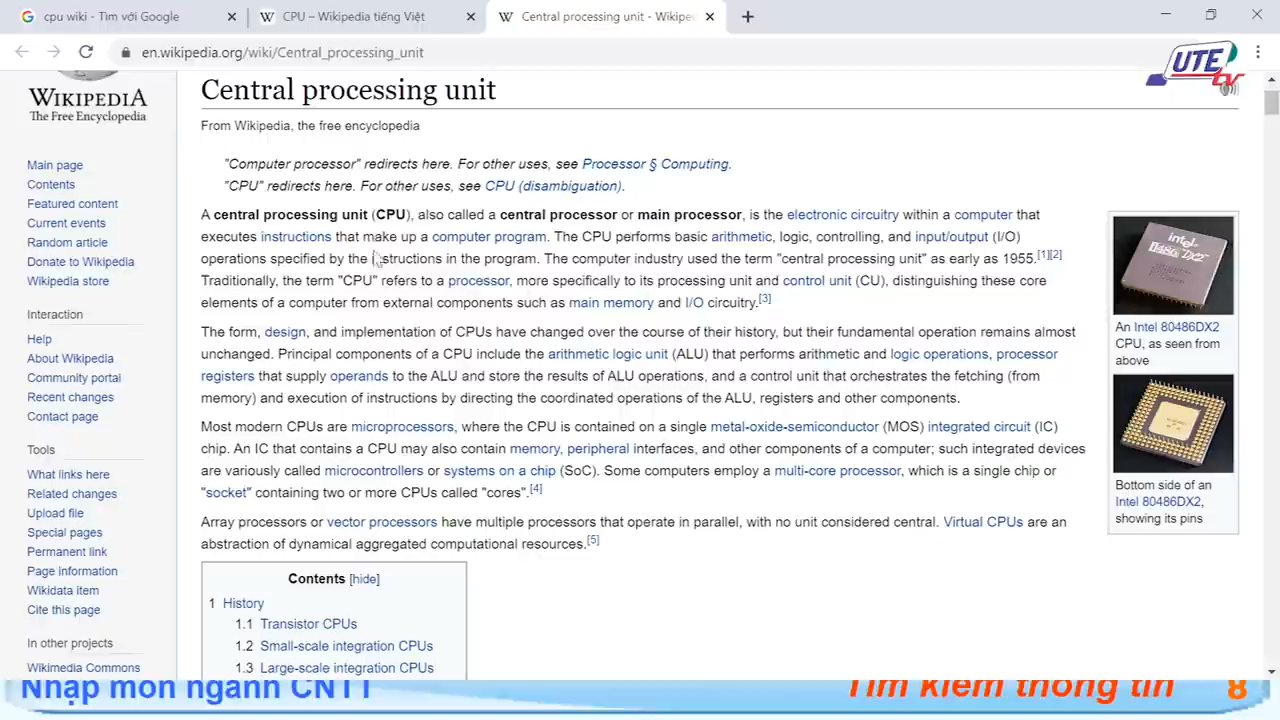 cpu wiki - Tìm với Google
CPU – Wikipedia tiếng Việt
Central processing unit - Wikipe
en.wikipedia.org/wiki/Central_processing_unit
UTE tv
WIKIPEDIA
The Free Encyclopedia
Main page
Contents
Featured content
Current events
Random article
Donate to Wikipedia
Wikipedia store
Interaction
Help
About Wikipedia
Community portal
Recent changes
Contact page
Tools
What links here
Related changes
Upload file
Special pages
Permanent link
Page information
Wikidata item
Cite this page
In other projects
Wikimedia Commons
Central processing unit
From Wikipedia, the free encyclopedia
"Computer processor" redirects here. For other uses, see Processor § Computing.
"CPU" redirects here. For other uses, see CPU (disambiguation).
A central processing unit (CPU), also called a central processor or main processor, is the electronic circuitry within a computer that
executes instructions that make up a computer program. The CPU performs basic arithmetic, logic, controlling, and input/output (I/O)
operations specified by the instructions in the program. The computer industry used the term "central processing unit" as early as 1955.[1][2]
Traditionally, the term "CPU" refers to a processor, more specifically to its processing unit and control unit (CU), distinguishing these core
elements of a computer from external components such as main memory and I/O circuitry.[3]
The form, design, and implementation of CPUs have changed over the course of their history, but their fundamental operation remains almost
unchanged. Principal components of a CPU include the arithmetic logic unit (ALU) that performs arithmetic and logic operations, processor
registers that supply operands to the ALU and store the results of ALU operations, and a control unit that orchestrates the fetching (from
memory) and execution of instructions by directing the coordinated operations of the ALU, registers and other components.
Most modern CPUs are microprocessors, where the CPU is contained on a single metal-oxide-semiconductor (MOS) integrated circuit (IC)
chip. An IC that contains a CPU may also contain memory, peripheral interfaces, and other components of a computer; such integrated devices
are variously called microcontrollers or systems on a chip (SoC). Some computers employ a multi-core processor, which is a single chip or
"socket" containing two or more CPUs called "cores".[4]
Array processors or vector processors have multiple processors that operate in parallel, with no unit considered central. Virtual CPUs are an
abstraction of dynamical aggregated computational resources.[5]
Contents [hide]
1 History
1.1 Transistor CPUs
1.2 Small-scale integration CPUs
1.3 Large-scale integration CPUs
intel
i486 DX2
An Intel 80486DX2
CPU, as seen from
above
Bottom side of an
Intel 80486DX2,
showing its pins
Nhập môn ngành CNTT
Tìm kiếm thông tin
8